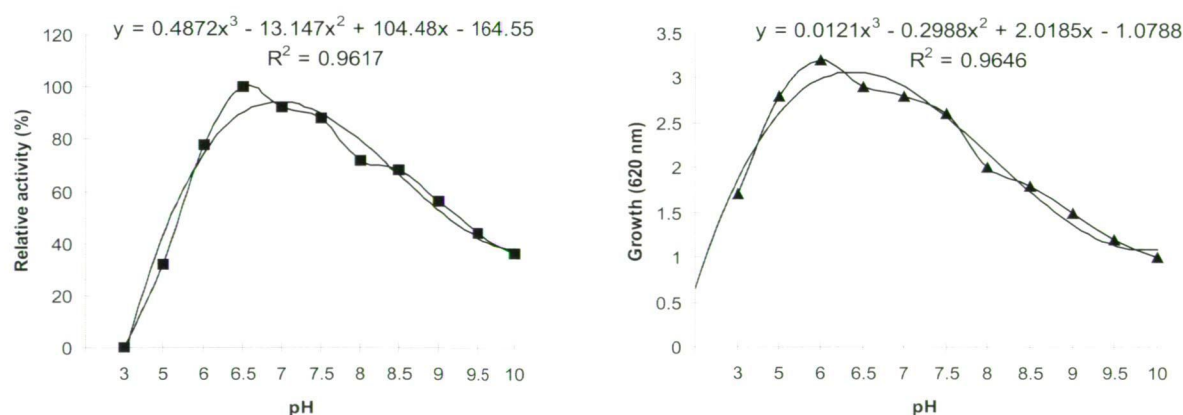 y = 0.4872x³ - 13.147x² + 104.48x - 164.55
R² = 0.9617
120
100
80
60
40
20
0
Relative activity (%)
3 5 6 6.5 7 7.5 8 8.5 9 9.5 10
pH
y = 0.0121x³ - 0.2988x² + 2.0185x - 1.0788
R² = 0.9646
3.5
3
2.5
2
1.5
1
0.5
0
Growth (620 nm)
3 5 6 6.5 7 7.5 8 8.5 9 9.5 10
pH